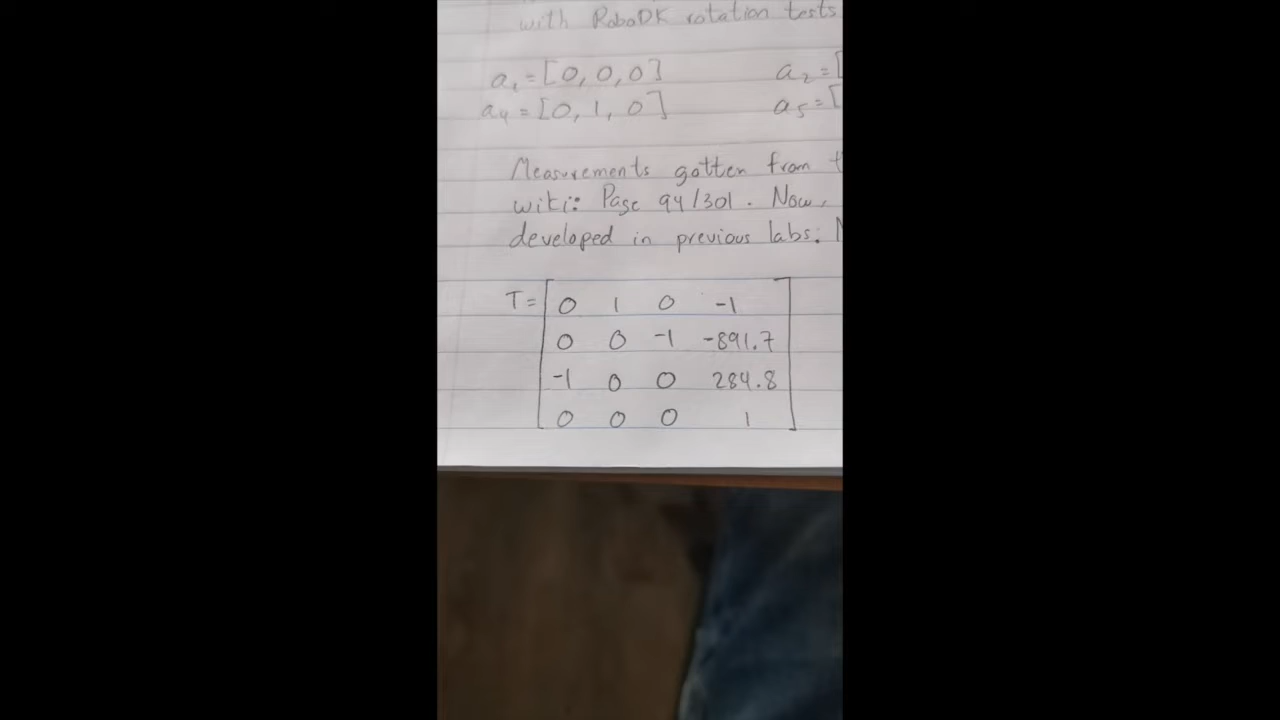 with RoboDK rotation tests
a₁ = [0, 0, 0] a₂ = [
a₄ = [0, 1, 0] a₅ = [
Measurements gotten from t
wiki: Page 94/301. Now,
developed in previous labs. N
T = 0 1 0 -1
0 0 -1 -891.7
-1 0 0 284.8
0 0 0 1